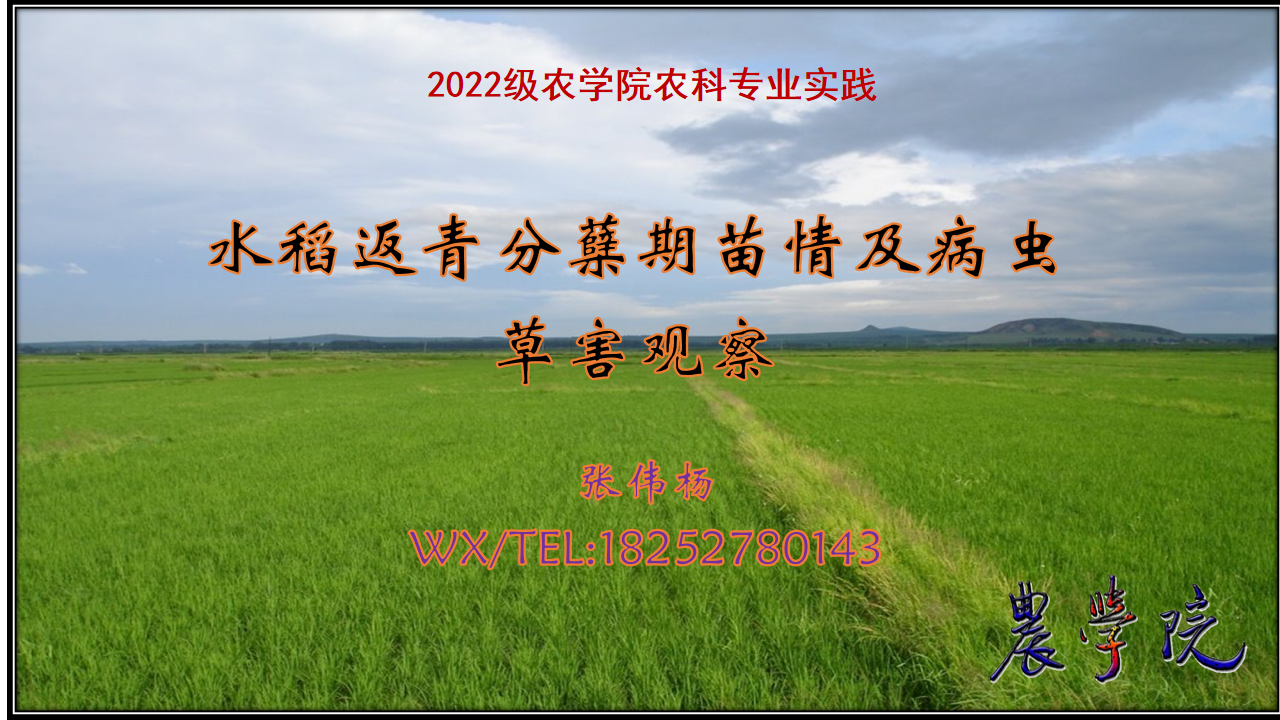 2022级农学院农科专业实践
水稻返青分蘖期苗情及病虫
草害观察
张伟杨
WX/TEL:18252780143
農學院